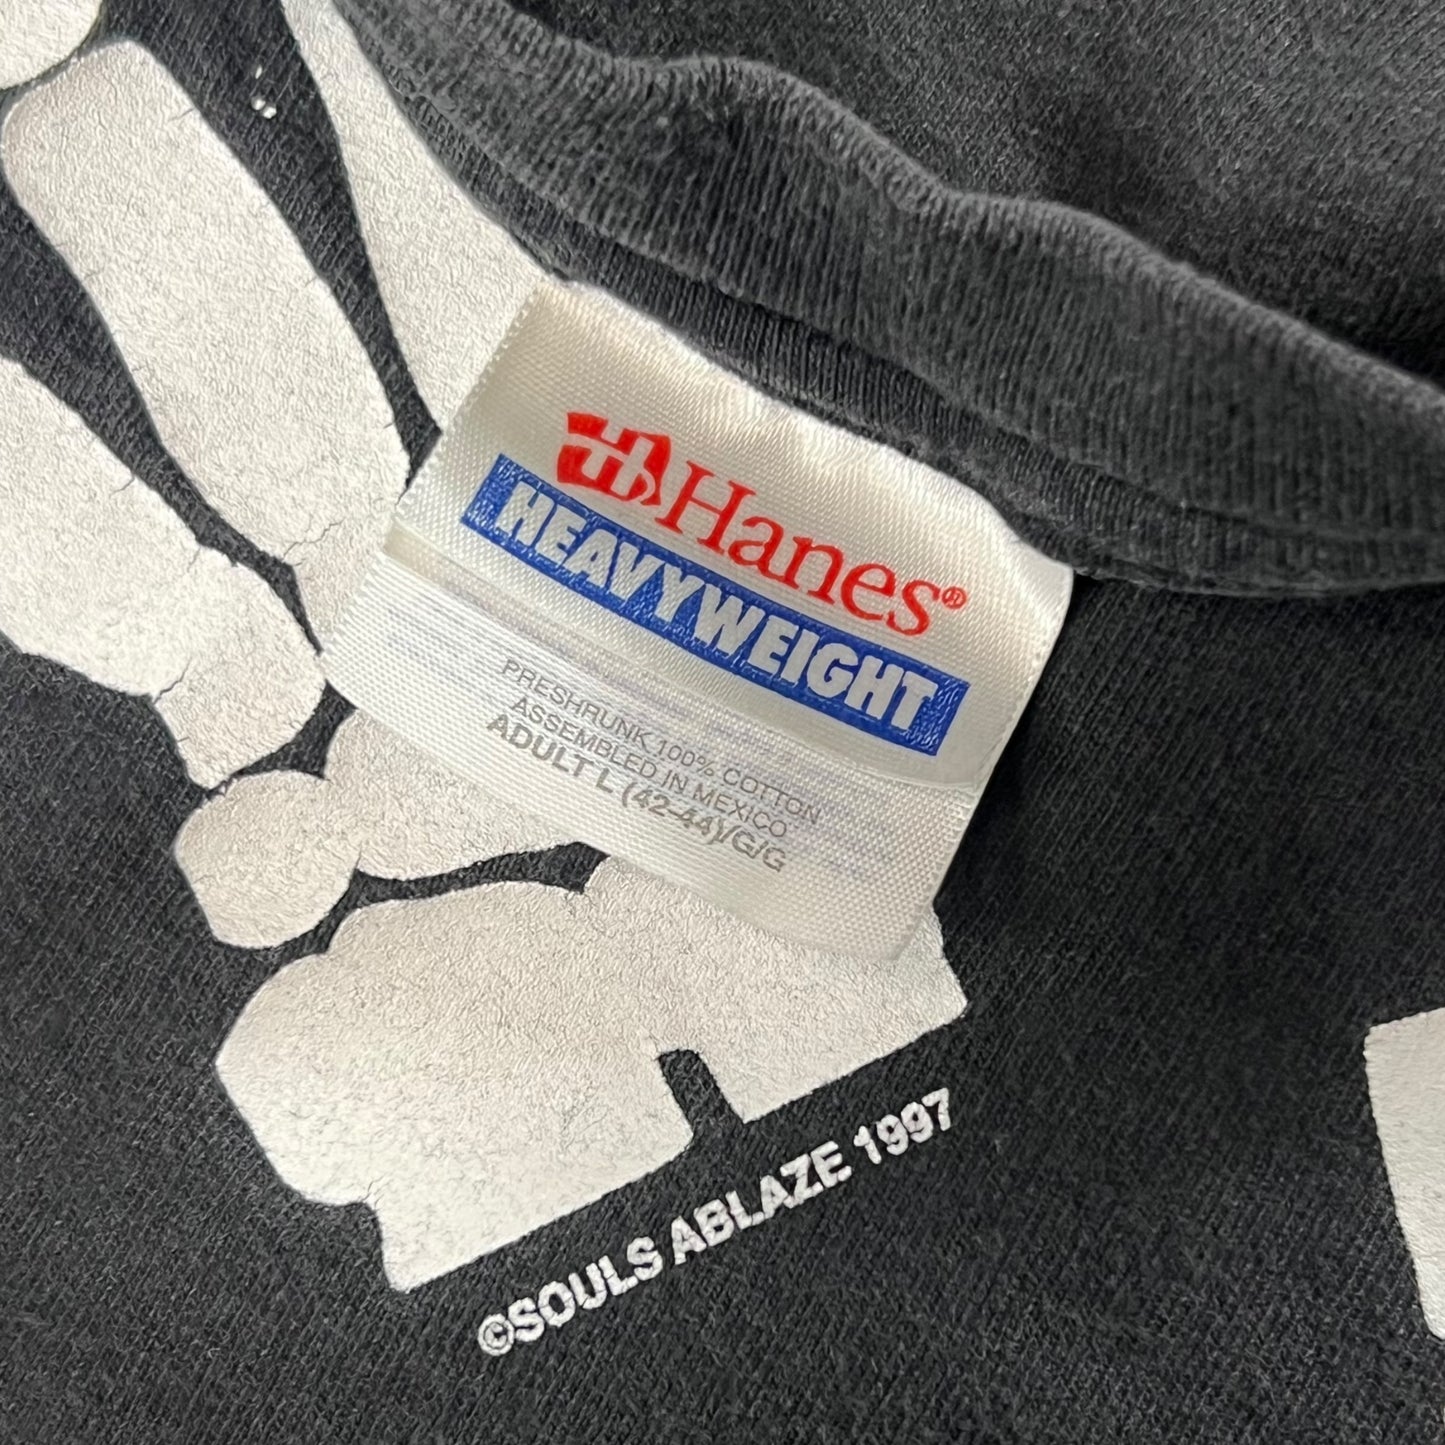 Hanes®
HEAVYWEIGHT
PRESHRUNK 100% COTTON
ASSEMBLED IN MEXICO
ADULT L (42-44)/G/G
©SOULS ABLAZE 1997